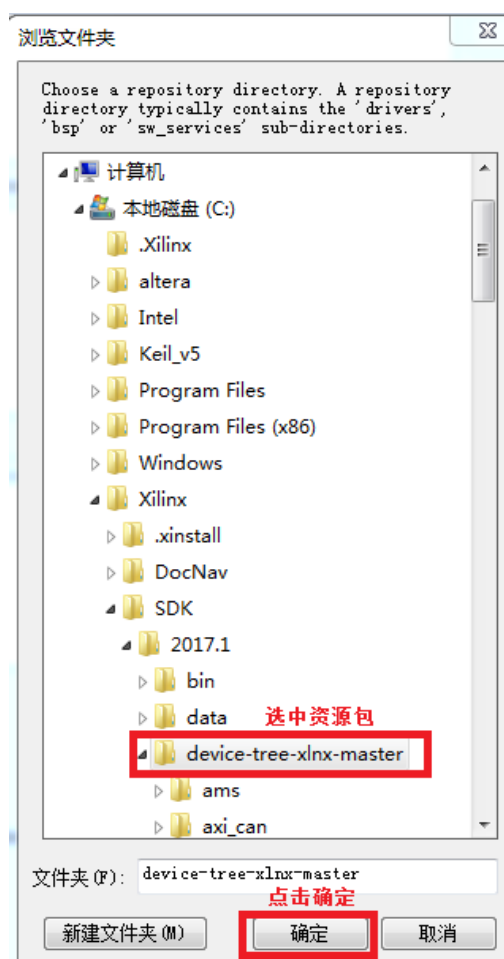 浏览文件夹
Choose a repository directory. A repository
directory typically contains the 'drivers',
'bsp' or 'sw_services' sub-directories.
计算机
本地磁盘 (C:)
.Xilinx
altera
Intel
Keil_v5
Program Files
Program Files (x86)
Windows
Xilinx
.xinstall
DocNav
SDK
2017.1
bin
data 选中资源包
device-tree-xlnx-master
ams
axi_can
文件夹(F): device-tree-xlnx-master
点击确定
新建文件夹(M) 确定 取消